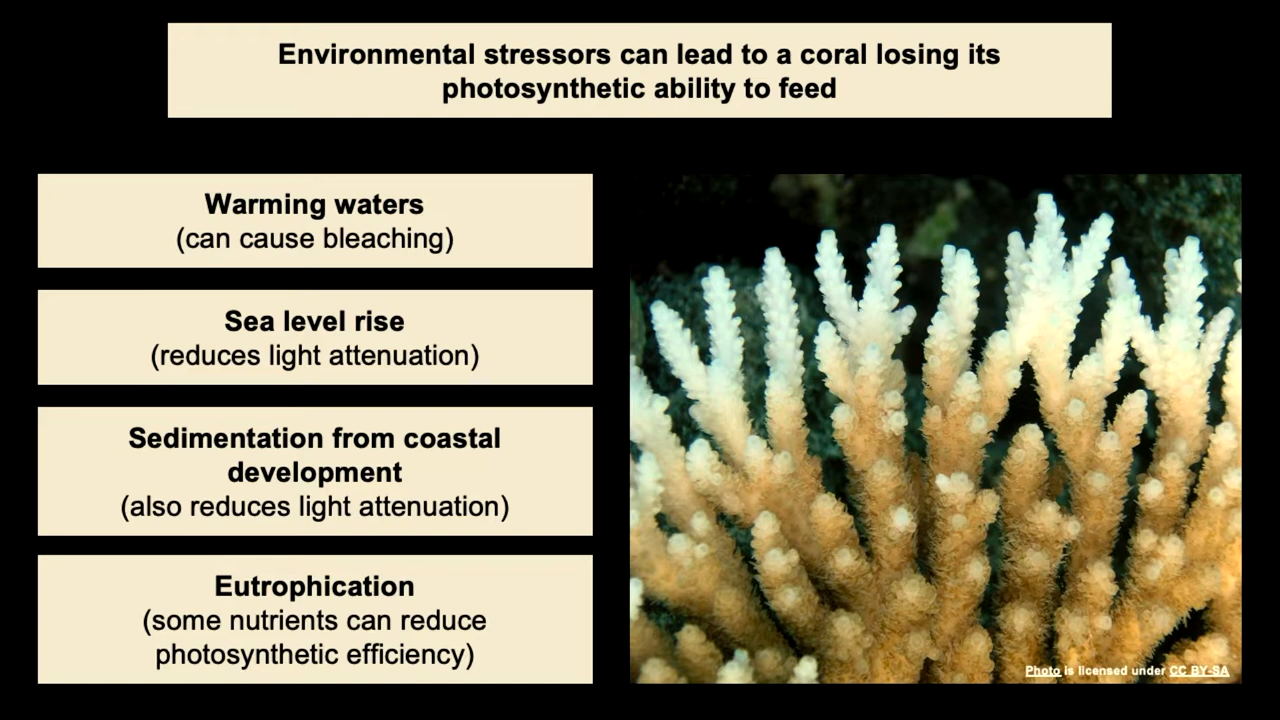 Environmental stressors can lead to a coral losing its
photosynthetic ability to feed
Warming waters
(can cause bleaching)
Sea level rise
(reduces light attenuation)
Sedimentation from coastal
development
(also reduces light attenuation)
Eutrophication
(some nutrients can reduce
photosynthetic efficiency)
Photo is licensed under CC BY-SA